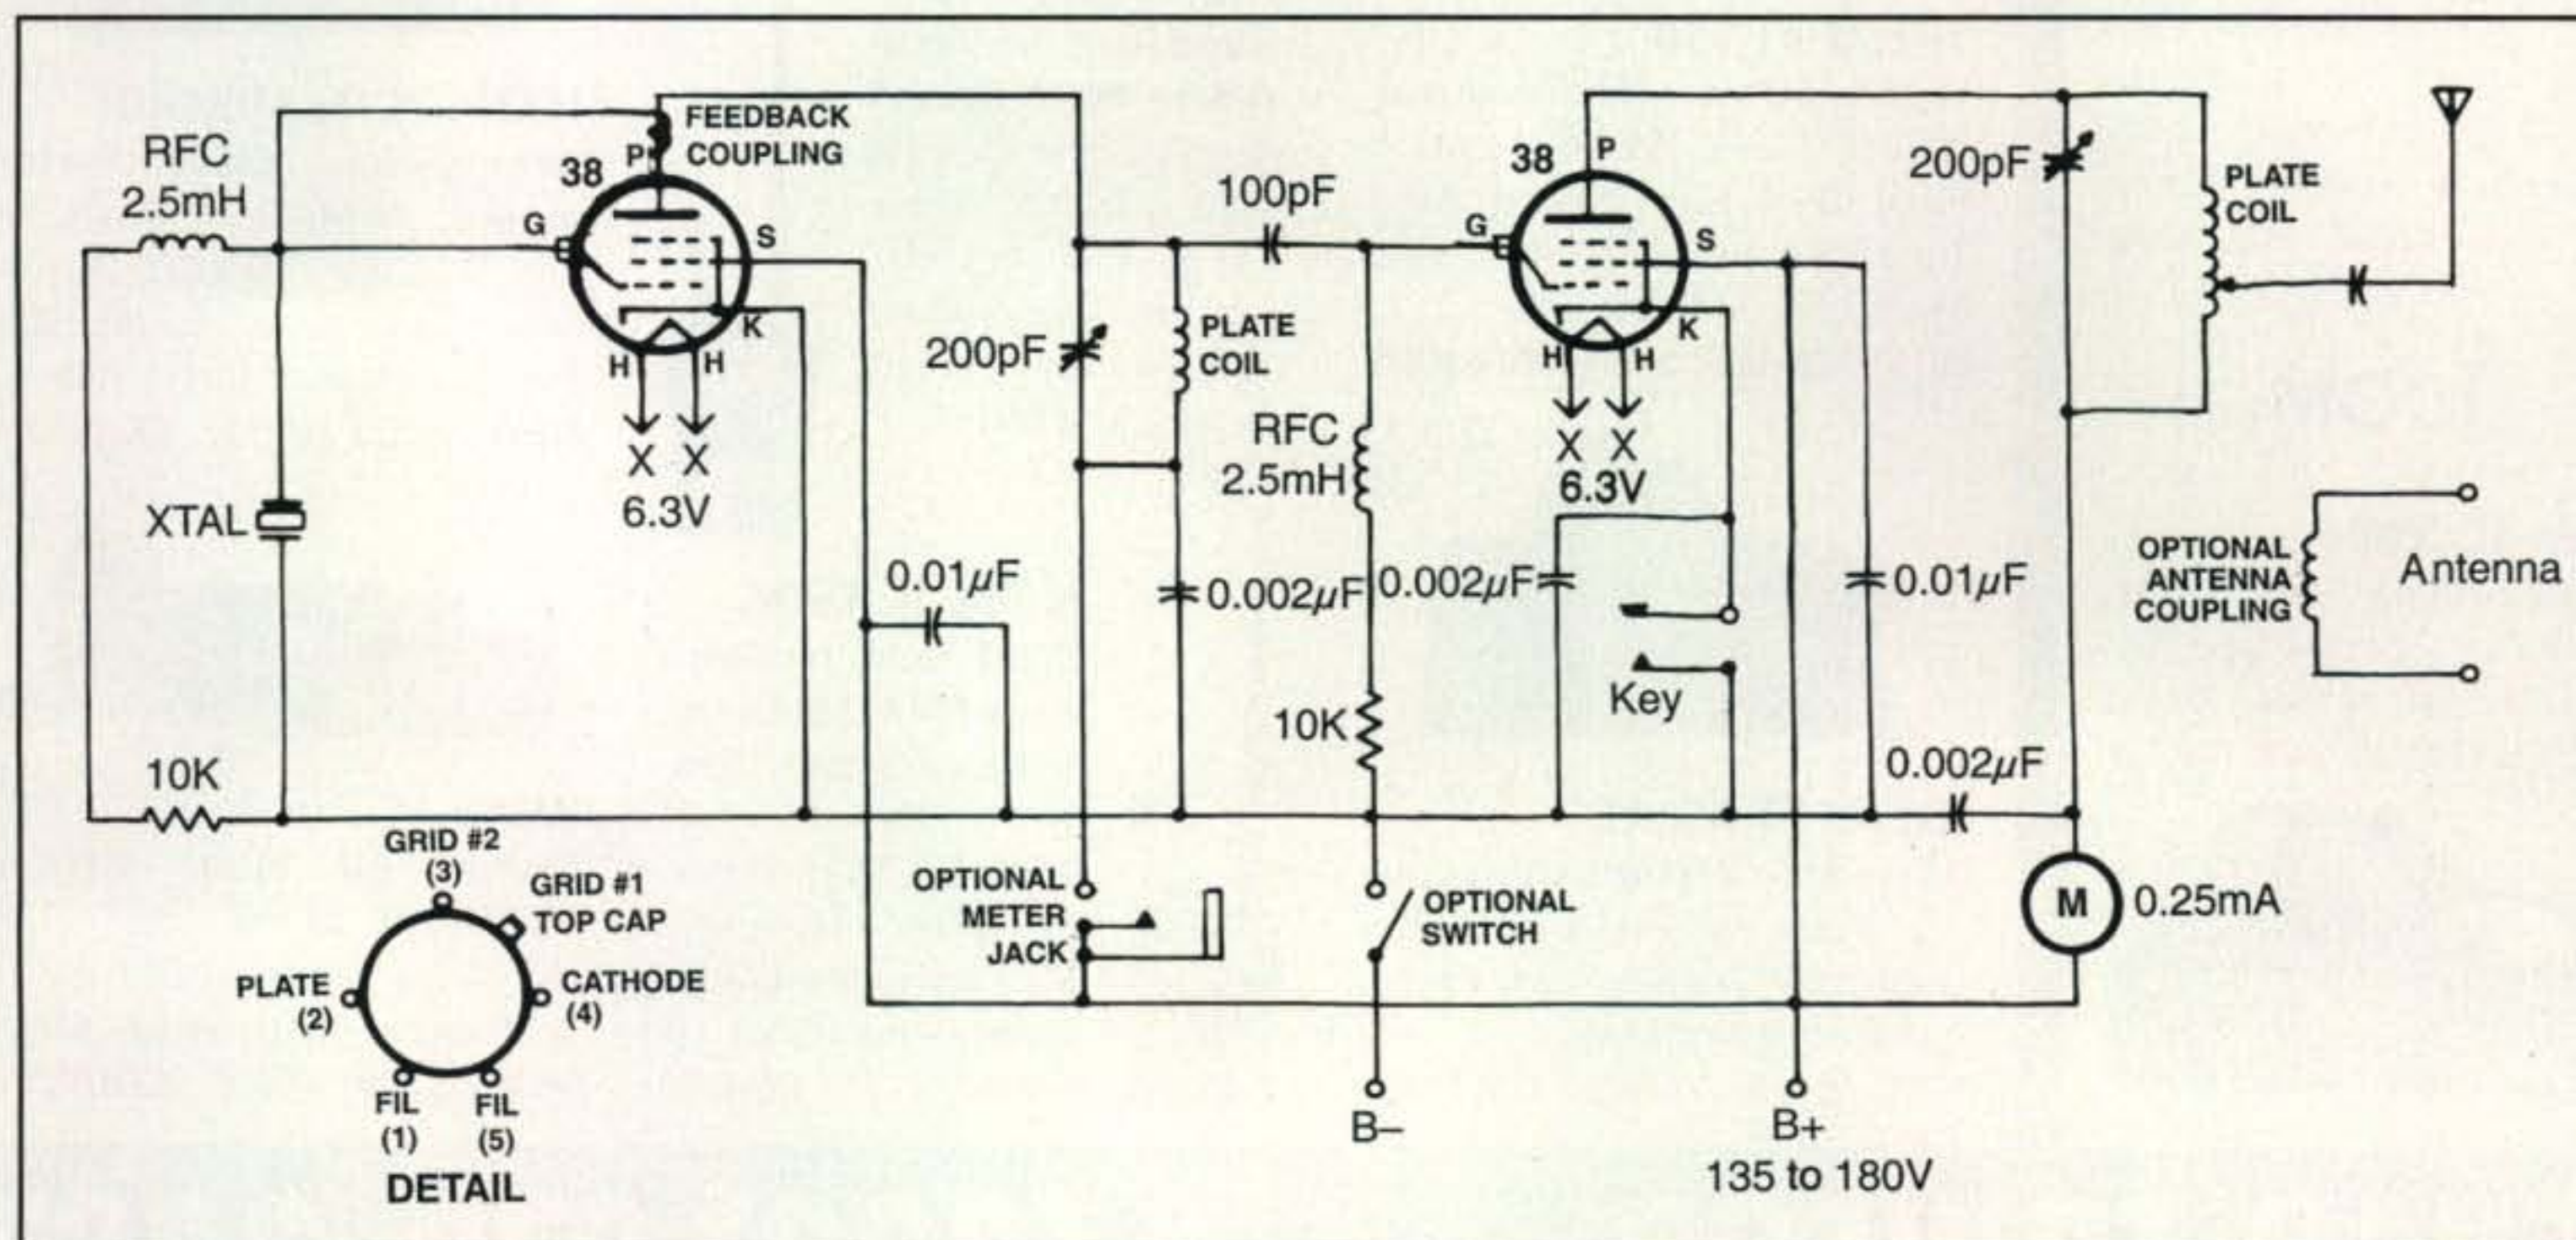 RFC
2.5mH
G
38
P
FEEDBACK
COUPLING
S
K
H
H
X X
6.3V
XTAL
10K
0.01µF
200pF
PLATE
COIL
0.002µF
100pF
RFC
2.5mH
10K
G
38
P
S
K
H
H
X X
6.3V
0.002µF
Key
0.01µF
200pF
PLATE
COIL
OPTIONAL
ANTENNA
COUPLING
Antenna
0.002µF
M
0.25mA
GRID #2
(3)
GRID #1
TOP CAP
PLATE
(2)
CATHODE
(4)
FIL
(1)
FIL
(5)
DETAIL
OPTIONAL
METER
JACK
OPTIONAL
SWITCH
B–
B+
135 to 180V